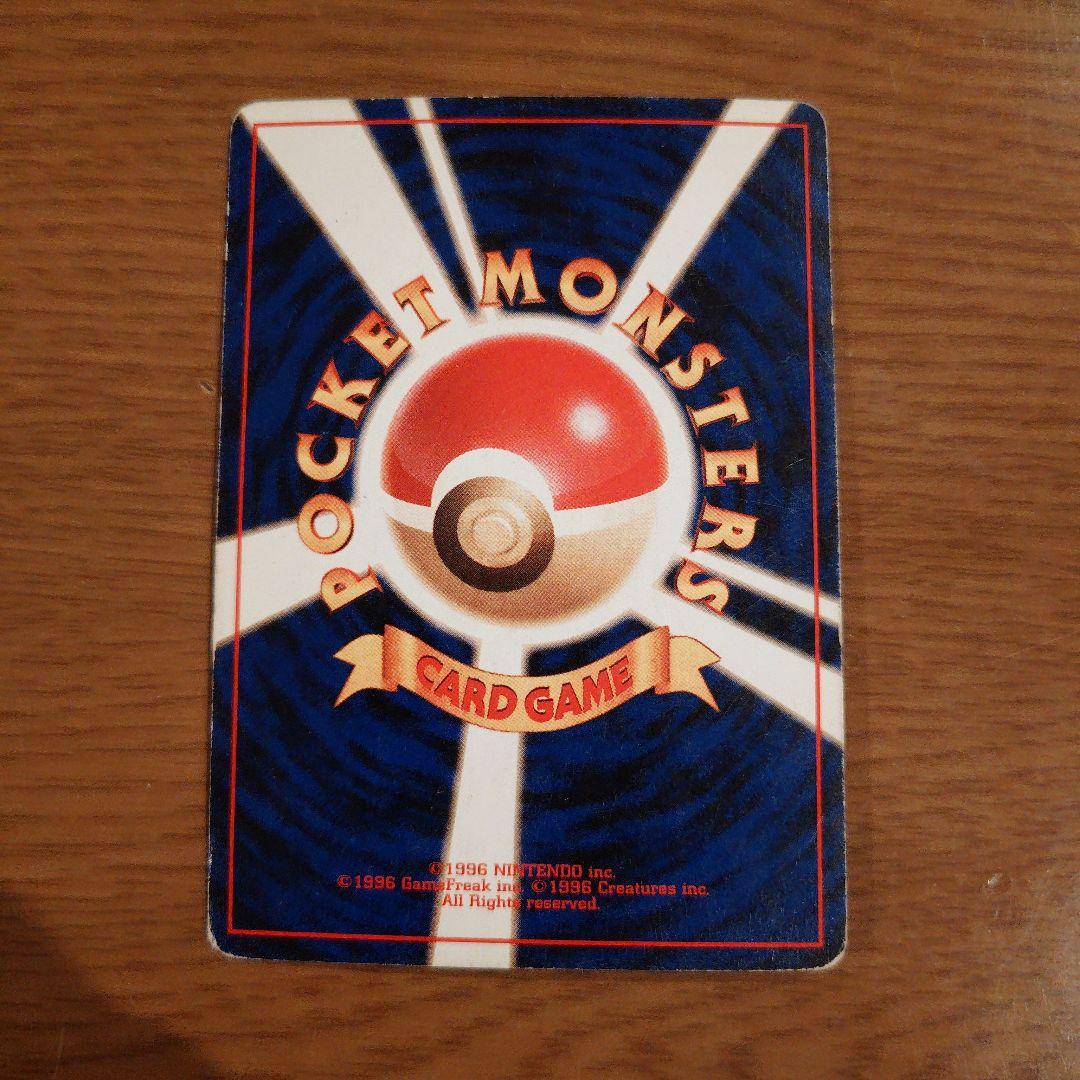 POCKET MONSTERS
CARD GAME
©1996 NINTENDO inc.
©1996 GameFreak inc. ©1996 Creatures inc.
All Rights reserved.